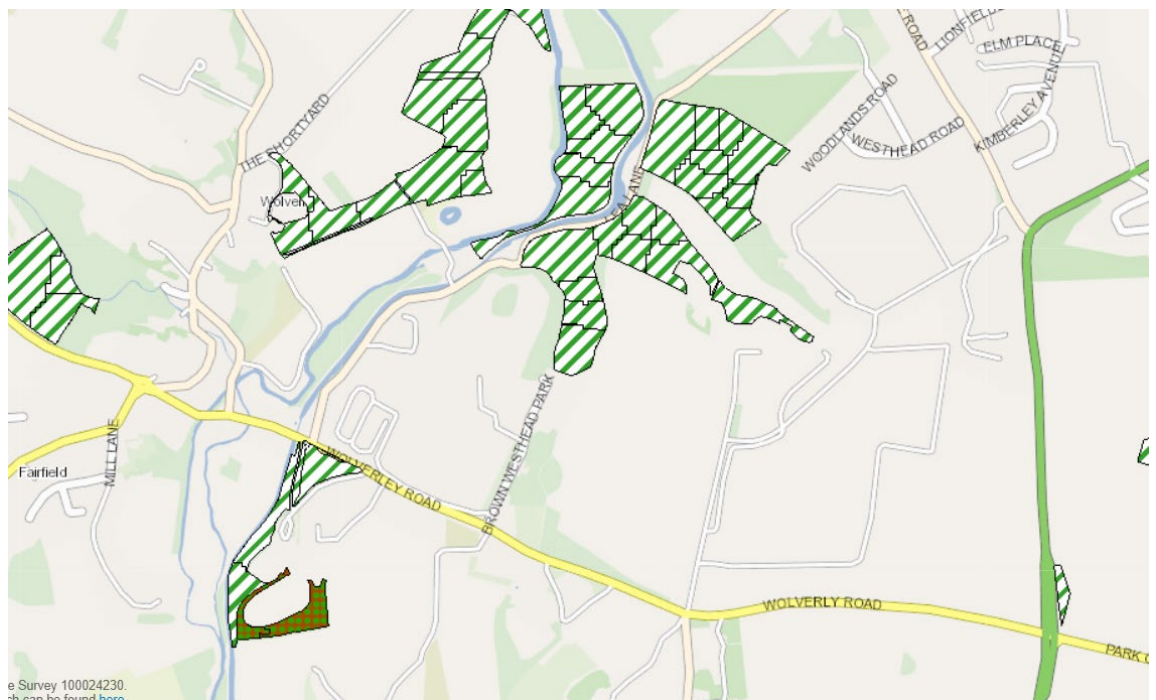 ROAD
LIONFIELDS
ELM PLACE
KIMBERLEY AVENUE
WOODLANDS ROAD
WESTHEAD ROAD
THE SHORTYARD
Wolverl
LEA LANE
MILL LANE
Fairfield
WOLVERLEY ROAD
BROWN WESTHEAD PARK
WOLVERLY ROAD
PARK
e Survey 100024230.
ch can be found here